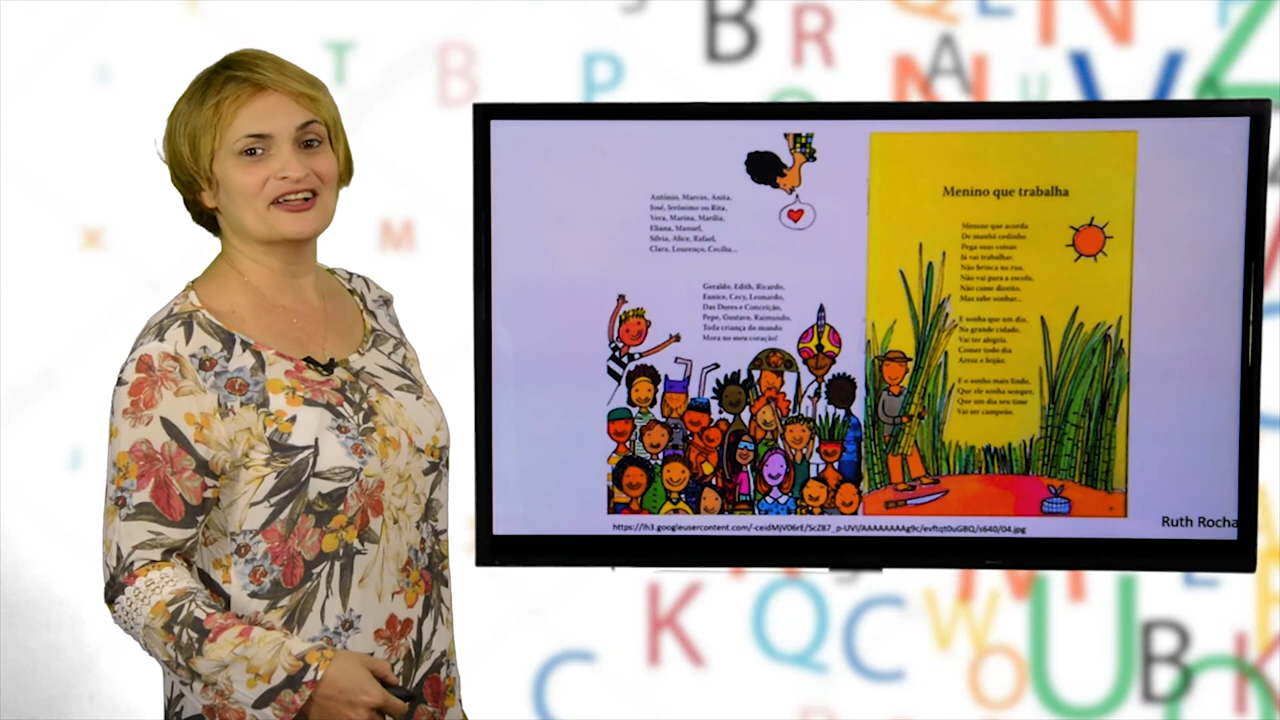 Antônio, Marcos, Anita,
José, Jerônimo ou Rita,
Vera, Marina, Marília,
Eliana, Manuel,
Silvia, Alice, Rafael,
Clara, Lourenço, Cecília...
Geraldo, Edith, Ricardo,
Eunice, Cecy, Leonardo,
Das Dores e Conceição,
Pepe, Gustavo, Raimundo,
Toda criança do mundo
Mora no meu coração!
Menino que trabalha
Menino que acorda
De manhã cedinho
Pega suas coisas
Já vai trabalhar.
Não brinca na rua,
Não vai para a escola,
Não come direito,
Mas sabe sonhar...
E sonha que um dia,
Na grande cidade,
Vai ter alegria.
Comer todo dia
Arroz e feijão.
E o sonho mais lindo,
Que ele sonha sempre,
Que um dia seu time
Vai ser campeão.
Ruth Rocha